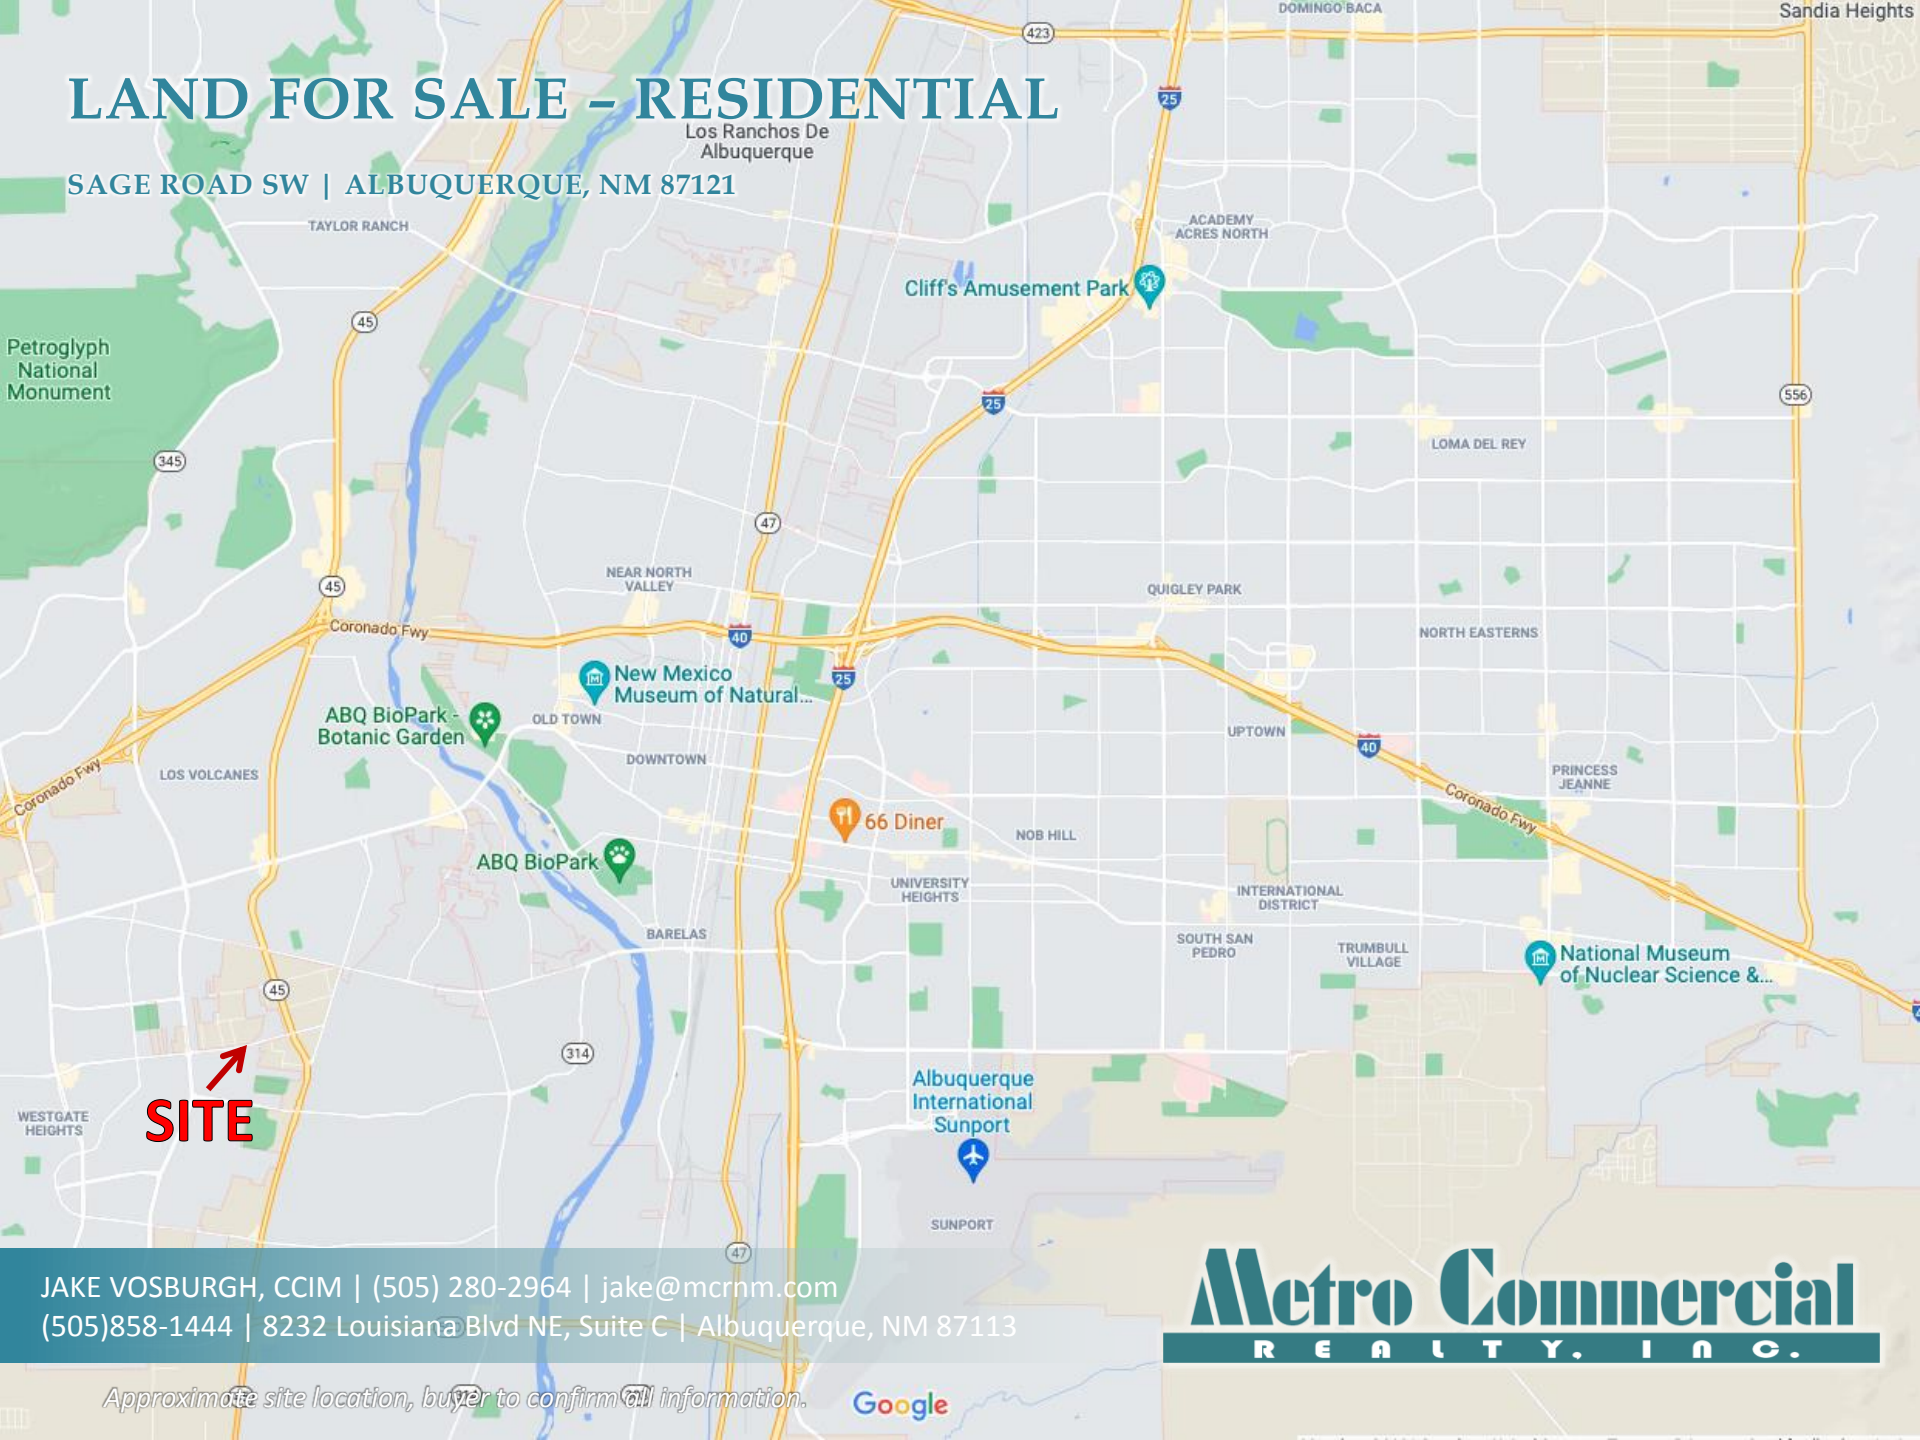 DOMINGO BACA
Sandia Heights
423
LAND FOR SALE – RESIDENTIAL
25
Los Ranchos De
Albuquerque
SAGE ROAD SW | ALBUQUERQUE, NM 87121
TAYLOR RANCH
ACADEMY
ACRES NORTH
Cliff's Amusement Park
45
Petroglyph
National
Monument
25
556
LOMA DEL REY
345
47
NEAR NORTH
VALLEY
45
QUIGLEY PARK
Coronado Fwy
40
NORTH EASTERNS
New Mexico
Museum of Natural...
25
ABQ BioPark -
Botanic Garden
OLD TOWN
UPTOWN
40
DOWNTOWN
LOS VOLCANES
Coronado Fwy
PRINCESS
JEANNE
Coronado Fwy
66 Diner
NOB HILL
ABQ BioPark
UNIVERSITY
HEIGHTS
INTERNATIONAL
DISTRICT
BARELAS
SOUTH SAN
PEDRO
TRUMBULL
VILLAGE
National Museum
of Nuclear Science &...
45
314
Albuquerque
International
Sunport
WESTGATE
HEIGHTS
SITE
SUNPORT
47
JAKE VOSBURGH, CCIM | (505) 280-2964 | jake@mcrnm.com
(505)858-1444 | 8232 Louisiana Blvd NE, Suite C | Albuquerque, NM 87113
Metro Commercial
REALTY, INC.
Approximate site location, buyer to confirm all information.
Google